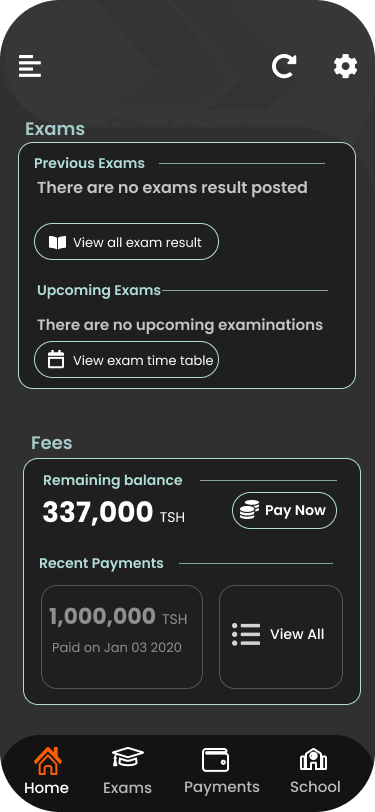 Exams
Previous Exams
There are no exams result posted
View all exam result
Upcoming Exams
There are no upcoming examinations
View exam time table
Fees
Remaining balance
337,000 TSH
Pay Now
Recent Payments
1,000,000 TSH
Paid on Jan 03 2020
View All
Home
Exams
Payments
School